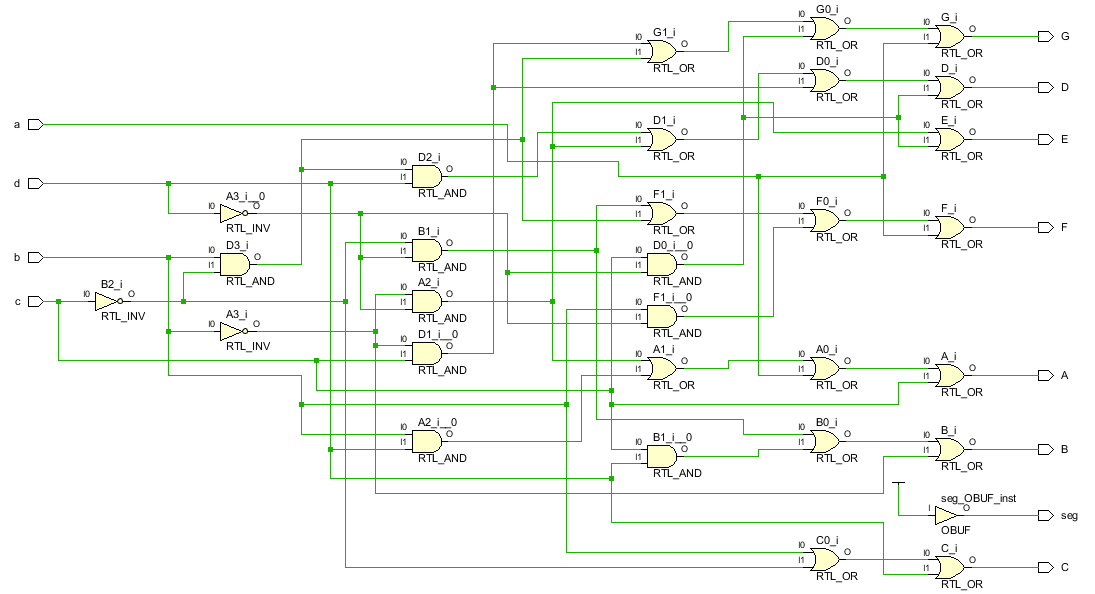 G0_i
I0 O
I1
RTL_OR
G_i
I0 O
I1
RTL_OR
G
G1_i
I0 O
I1
RTL_OR
D0_i
I0 O
I1
RTL_OR
D_i
I0 O
I1
RTL_OR
D
a
D1_i
I0 O
I1
RTL_OR
E_i
I0 O
I1
RTL_OR
E
D2_i
I0 O
I1
RTL_AND
d
A3_i__0
I0 O
RTL_INV
F1_i
I0 O
I1
RTL_OR
F0_i
I0 O
I1
RTL_OR
F_i
I0 O
I1
RTL_OR
F
b
D3_i
I0 O
I1
RTL_AND
B1_i
I0 O
I1
RTL_AND
D0_i__0
I0 O
I1
RTL_AND
c
B2_i
I0 O
RTL_INV
A2_i
I0 O
I1
RTL_AND
F1_i__0
I0 O
I1
RTL_AND
A3_i
I0 O
RTL_INV
D1_i__0
I0 O
I1
RTL_AND
A1_i
I0 O
I1
RTL_OR
A0_i
I0 O
I1
RTL_OR
A_i
I0 O
I1
RTL_OR
A
A2_i__0
I0 O
I1
RTL_AND
B1_i__0
I0 O
I1
RTL_AND
B0_i
I0 O
I1
RTL_OR
B_i
I0 O
I1
RTL_OR
B
seg_OBUF_inst
I O
OBUF
seg
C0_i
I0 O
I1
RTL_OR
C_i
I0 O
I1
RTL_OR
C